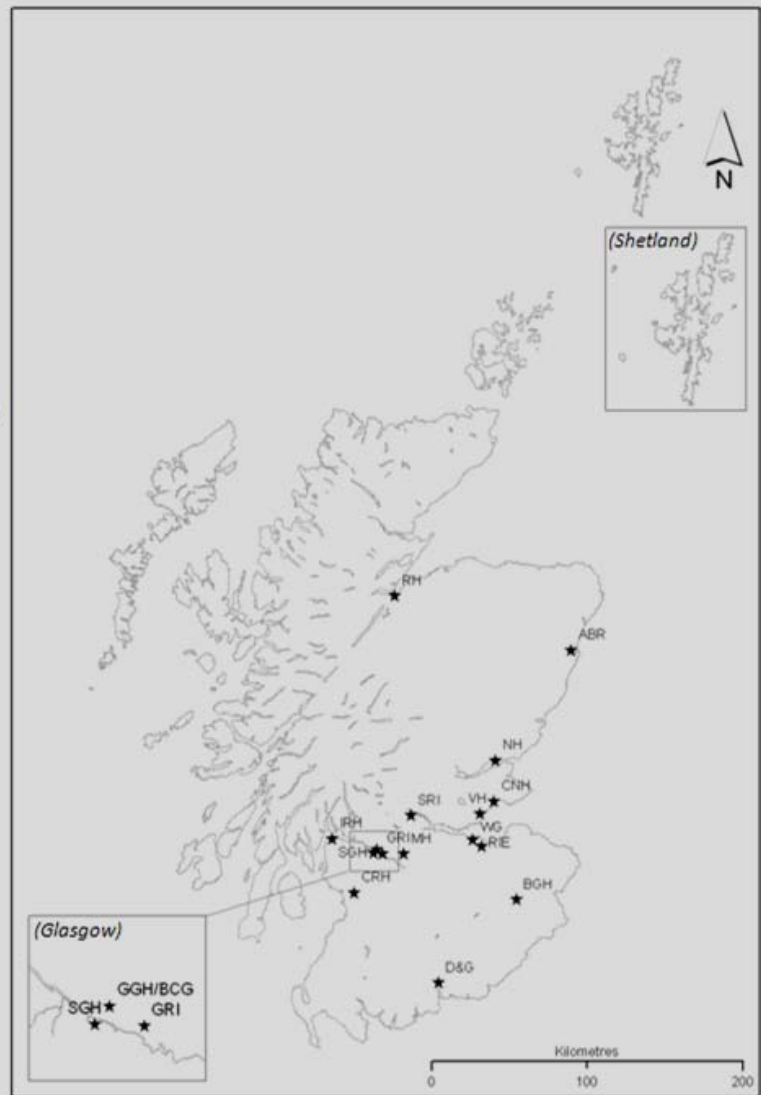 N
(Shetland)
RH
ABR
NH
CNH
VH
SRI
WG
IRH
RIE
SGH
GRI
MH
CRH
BGH
(Glasgow)
D&G
GGH/BCG
SGH
GRI
Kilometres
0 100 200